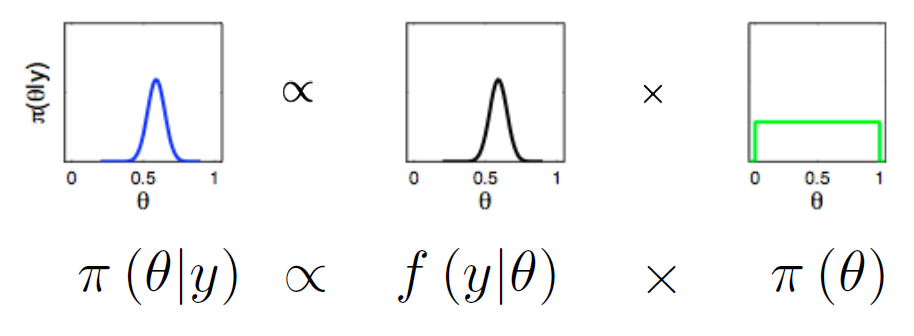 π(θ|y)
∝ ×
0 0.5 1 0 0.5 1 0 0.5 1
θ θ θ
π (θ|y) ∝ f (y|θ) × π (θ)